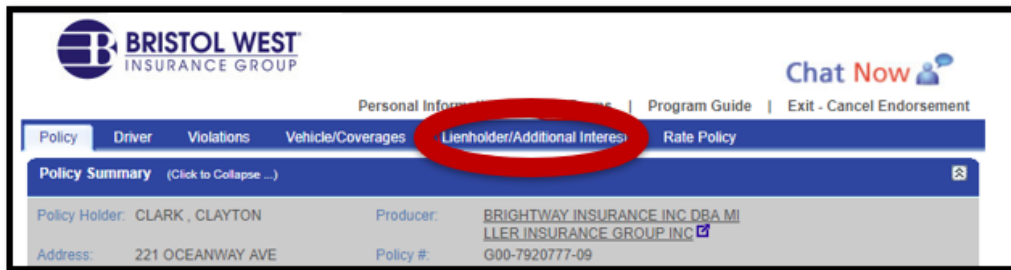 BRISTOL WEST
INSURANCE GROUP
Chat Now
Personal Informat | Program Guide | Exit - Cancel Endorsement
Policy Driver Violations Vehicle/Coverages Lienholder/Additional Interest Rate Policy
Policy Summary (Click to Collapse ...)
Policy Holder: CLARK , CLAYTON Producer: BRIGHTWAY INSURANCE INC DBA MI
LLER INSURANCE GROUP INC
Address: 221 OCEANWAY AVE Policy #: G00-7920777-09